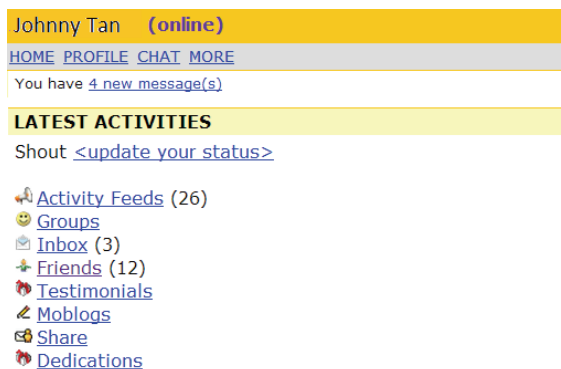 Johnny Tan (online)
HOME PROFILE CHAT MORE
You have 4 new message(s)
LATEST ACTIVITIES
Shout <update your status>
Activity Feeds (26)
Groups
Inbox (3)
Friends (12)
Testimonials
Moblogs
Share
Dedications